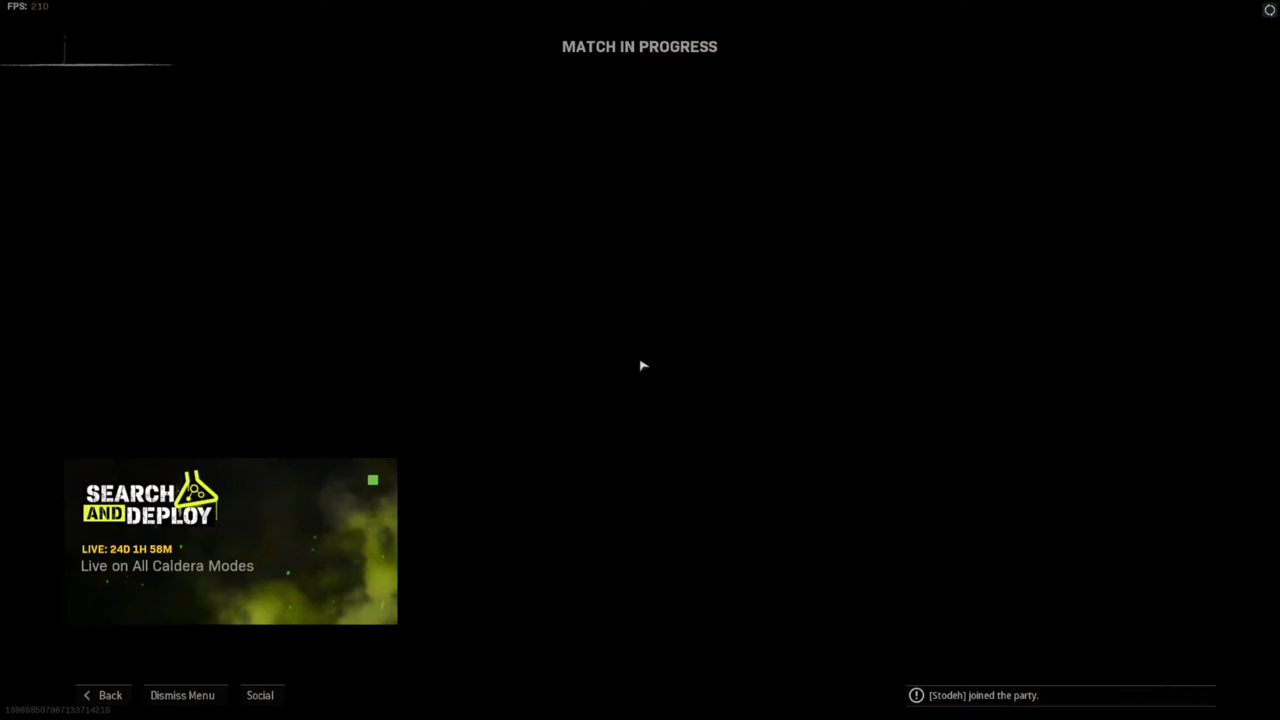 FPS: 210
MATCH IN PROGRESS
SEARCH
AND DEPLOY
LIVE: 24D 1H 58M
Live on All Caldera Modes
Back
Dismiss Menu
Social
[Stodeh] joined the party.